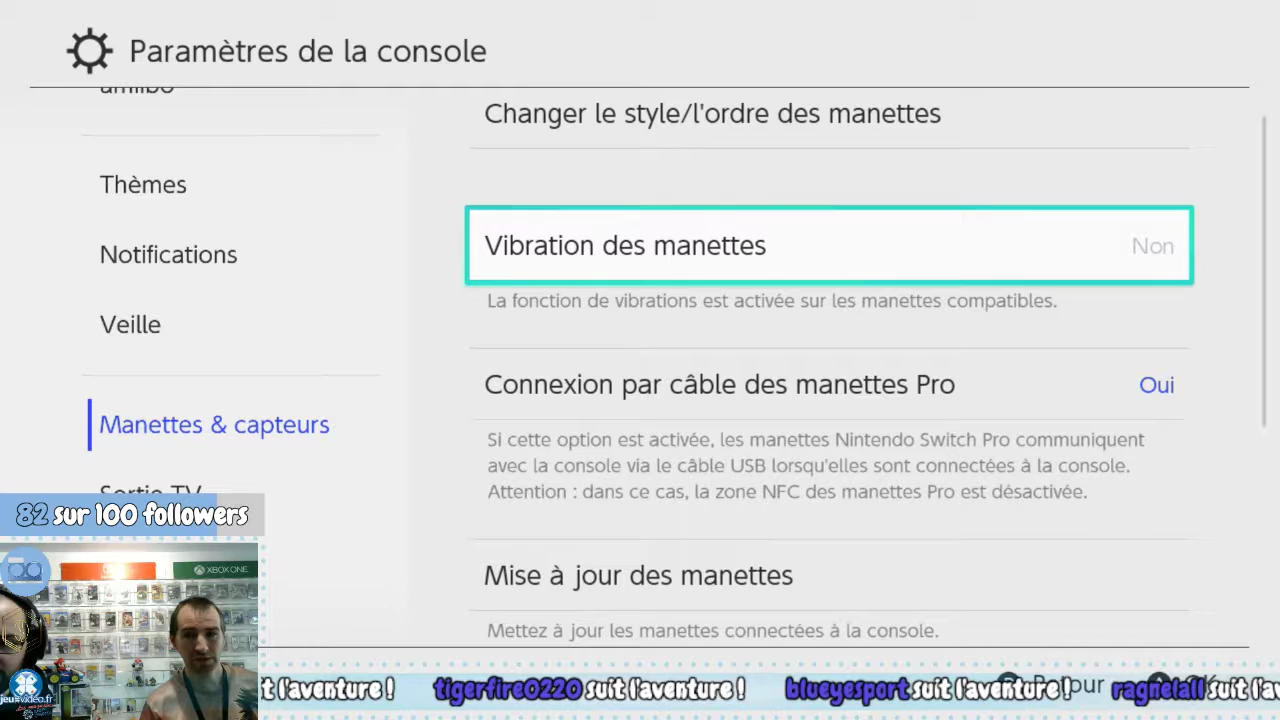 Paramètres de la console
amiibo
Thèmes
Notifications
Veille
Manettes & capteurs
Sortie TV
Changer le style/l'ordre des manettes
Vibration des manettes Non
La fonction de vibrations est activée sur les manettes compatibles.
Connexion par câble des manettes Pro Oui
Si cette option est activée, les manettes Nintendo Switch Pro communiquent
avec la console via le câble USB lorsqu'elles sont connectées à la console.
Attention : dans ce cas, la zone NFC des manettes Pro est désactivée.
Mise à jour des manettes
Mettez à jour les manettes connectées à la console.
82 sur 100 followers
XBOX ONE
jeuxvideo.fr
t l'aventure ! tigerfire0220 suit l'aventure ! blueyesport suit l'aventure ! ragnelall suit l'av